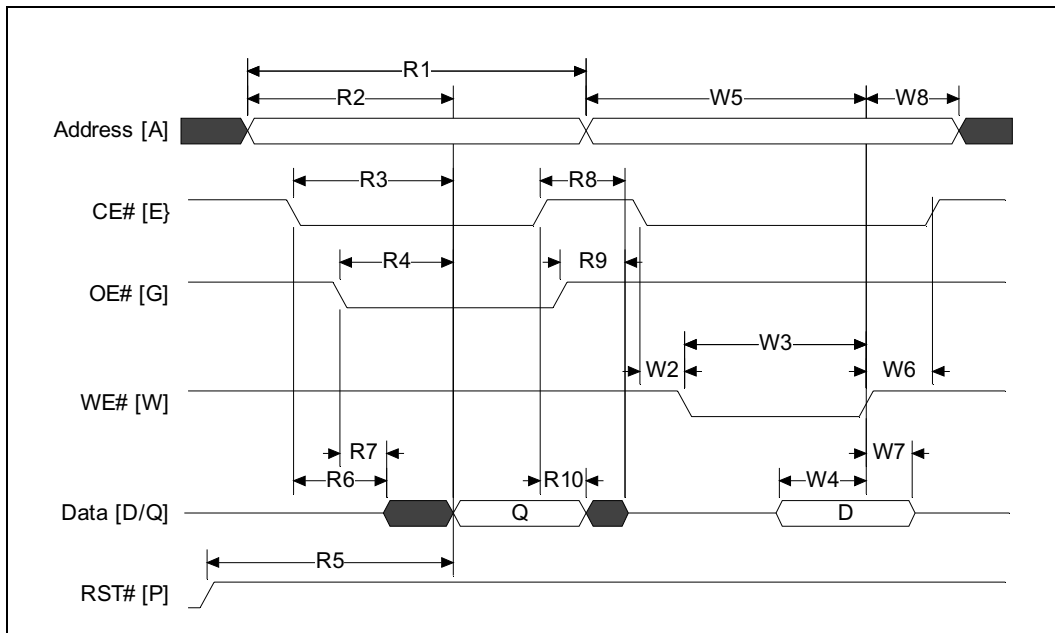 R1
R2
W5
W8
Address [A]
R3
R8
CE# [E}
R4
R9
OE# [G]
W3
W2
W6
WE# [W]
R7
W7
R6
R10
W4
Data [D/Q]
Q
D
R5
RST# [P]